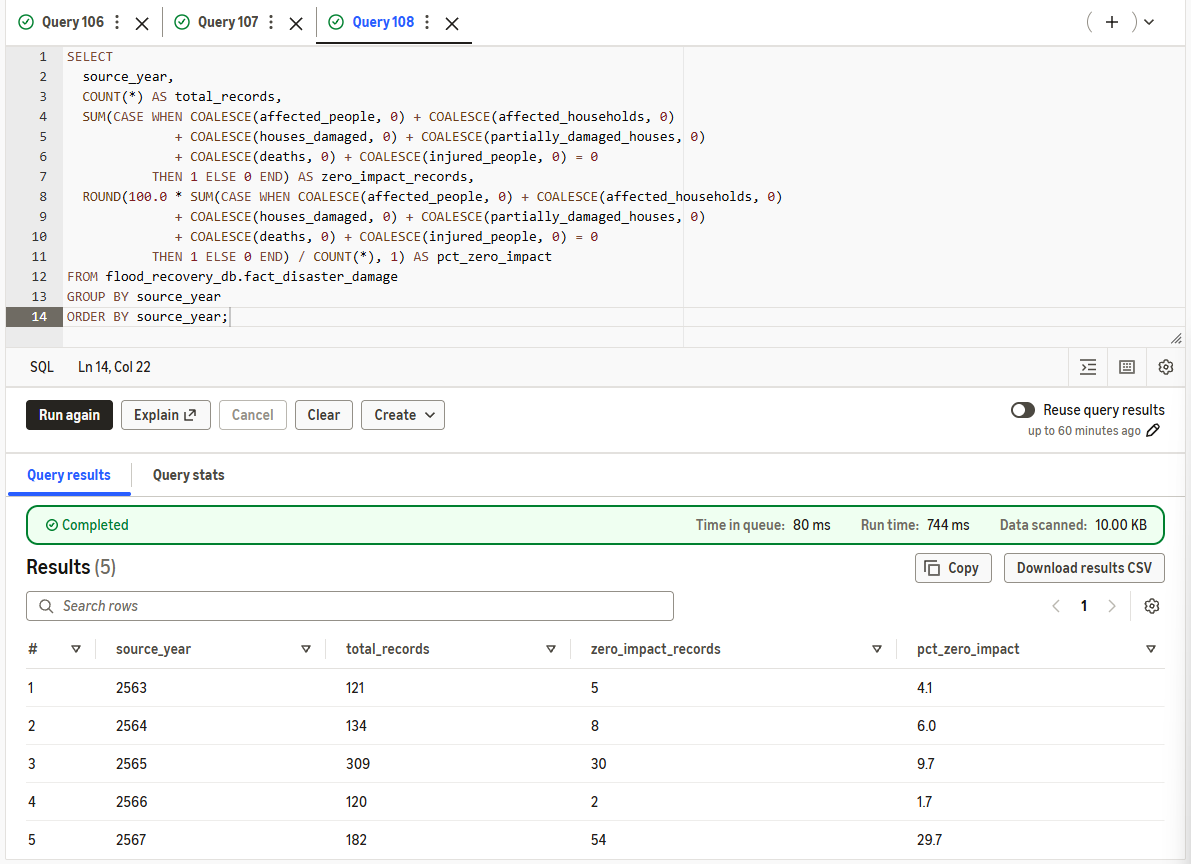 Query 106
Query 107
Query 108
1 SELECT
2 source_year,
3 COUNT(*) AS total_records,
4 SUM(CASE WHEN COALESCE(affected_people, 0) + COALESCE(affected_households, 0)
5 + COALESCE(houses_damaged, 0) + COALESCE(partially_damaged_houses, 0)
6 + COALESCE(deaths, 0) + COALESCE(injured_people, 0) = 0
7 THEN 1 ELSE 0 END) AS zero_impact_records,
8 ROUND(100.0 * SUM(CASE WHEN COALESCE(affected_people, 0) + COALESCE(affected_households, 0)
9 + COALESCE(houses_damaged, 0) + COALESCE(partially_damaged_houses, 0)
10 + COALESCE(deaths, 0) + COALESCE(injured_people, 0) = 0
11 THEN 1 ELSE 0 END) / COUNT(*), 1) AS pct_zero_impact
12 FROM flood_recovery_db.fact_disaster_damage
13 GROUP BY source_year
14 ORDER BY source_year;
SQL Ln 14, Col 22
Run again Explain Cancel Clear Create Reuse query results
up to 60 minutes ago
Query results Query stats
Completed Time in queue: 80 ms Run time: 744 ms Data scanned: 10.00 KB
Results (5) Copy Download results CSV
Search rows 1
# source_year total_records zero_impact_records pct_zero_impact
1 2563 121 5 4.1
2 2564 134 8 6.0
3 2565 309 30 9.7
4 2566 120 2 1.7
5 2567 182 54 29.7